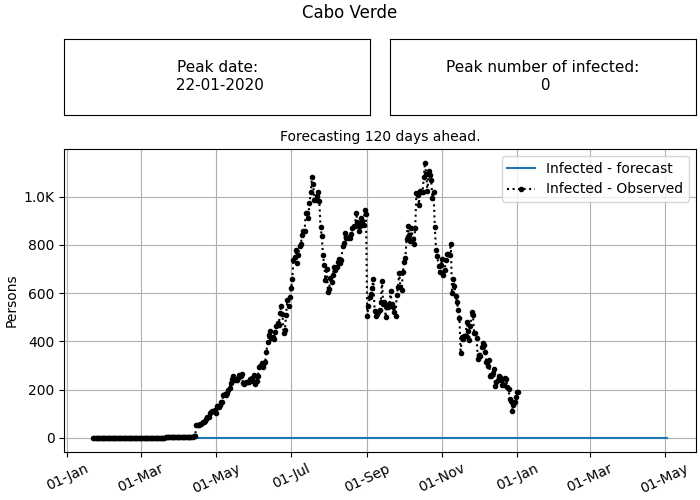 Cabo Verde
Peak date:
22-01-2020
Peak number of infected:
0
Forecasting 120 days ahead.
Infected - forecast
Infected - Observed
Persons
1.0K
800
600
400
200
0
01-Jan
01-Mar
01-May
01-Jul
01-Sep
01-Nov
01-Jan
01-Mar
01-May